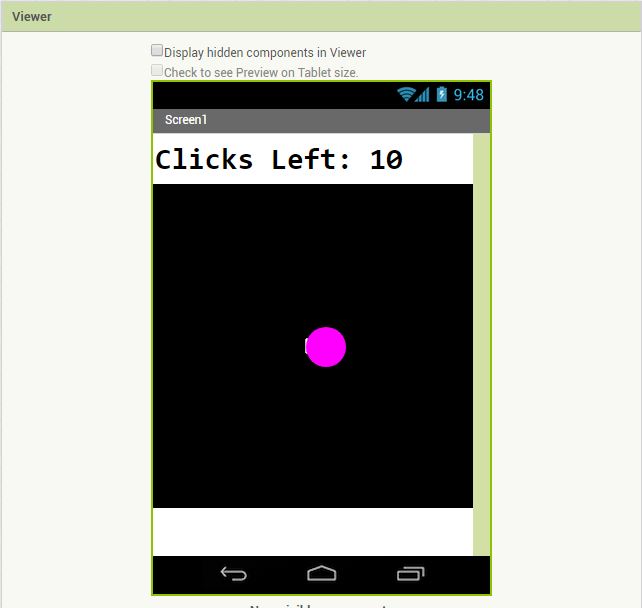 Viewer
Display hidden components in Viewer
Check to see Preview on Tablet size.
9:48
Screen1
Clicks Left: 10